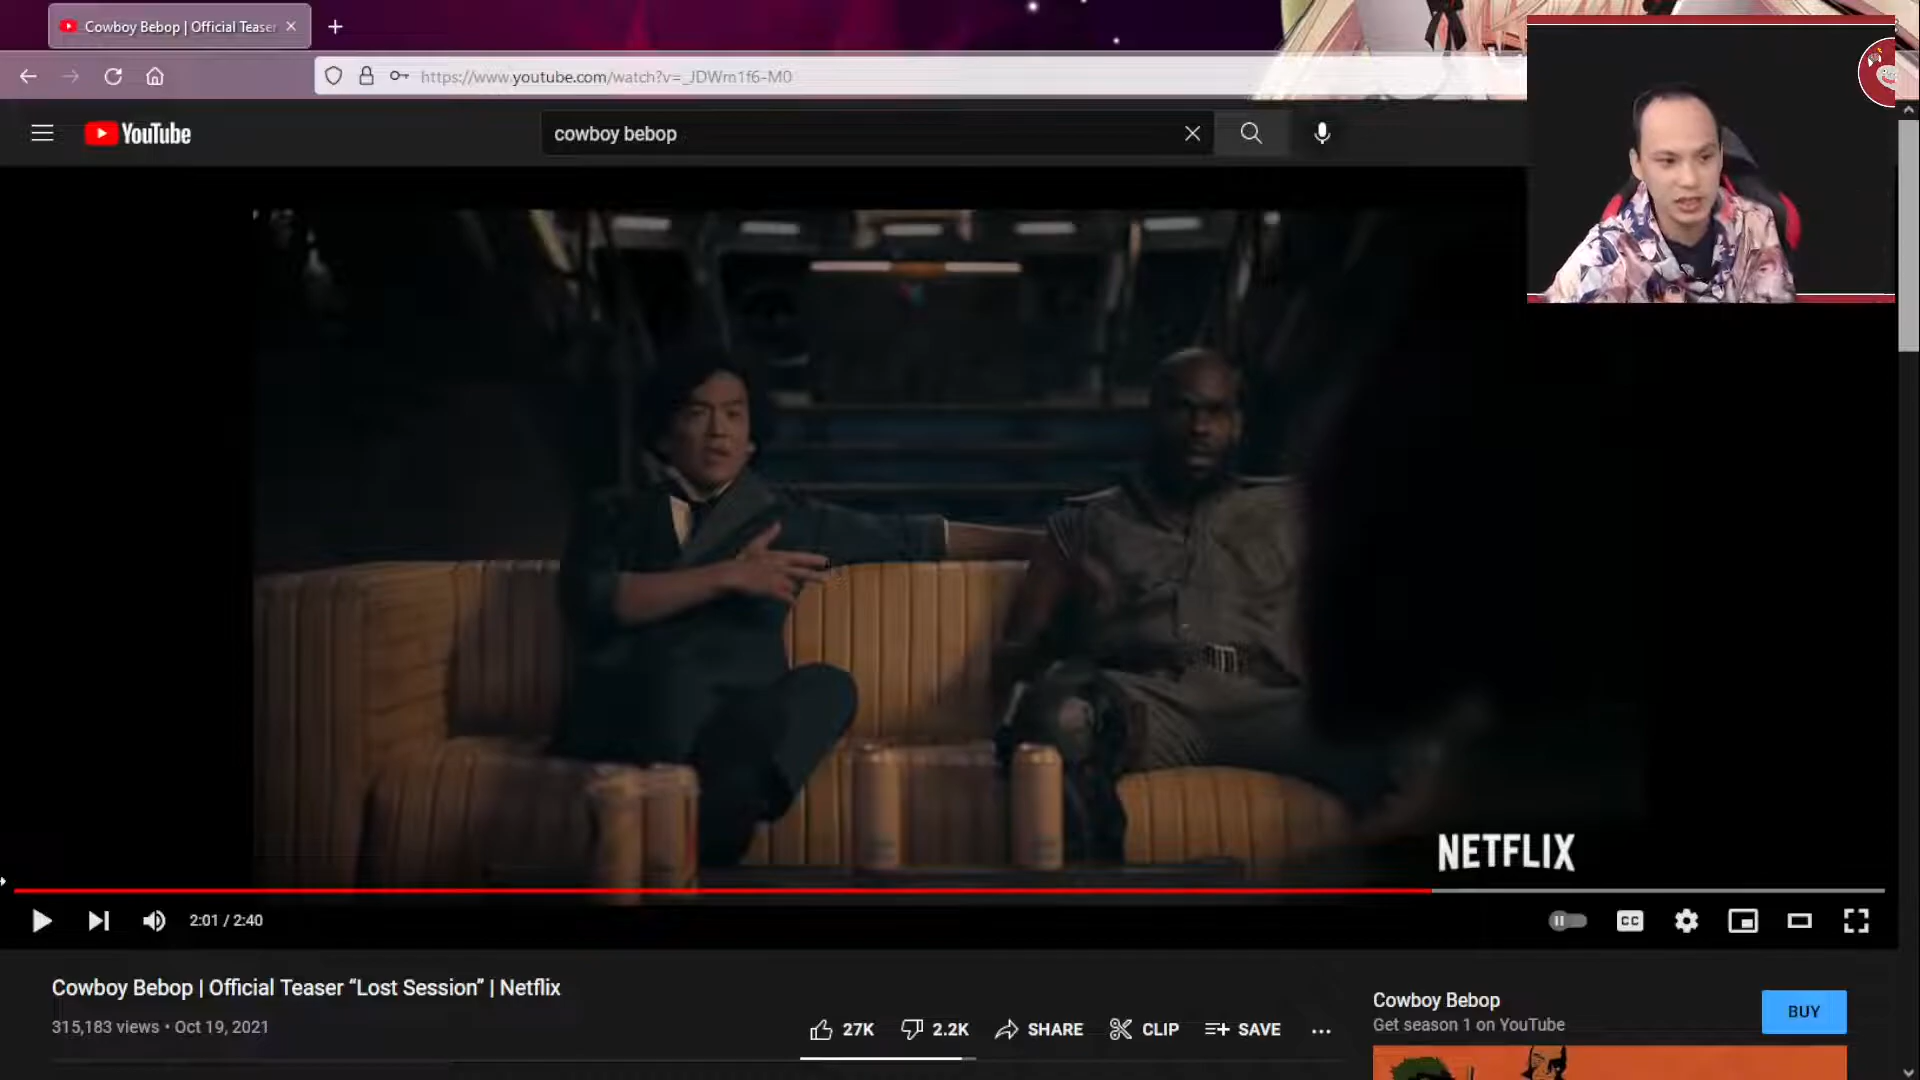 Cowboy Bebop | Official Teaser
https://www.youtube.com/watch?v=_JDWm1f6-M0
YouTube
cowboy bebop
NETFLIX
2:01 / 2:40
CC
Cowboy Bebop | Official Teaser “Lost Session” | Netflix
315,183 views • Oct 19, 2021
27K
2.2K
SHARE
CLIP
SAVE
Cowboy Bebop
Get season 1 on YouTube
BUY